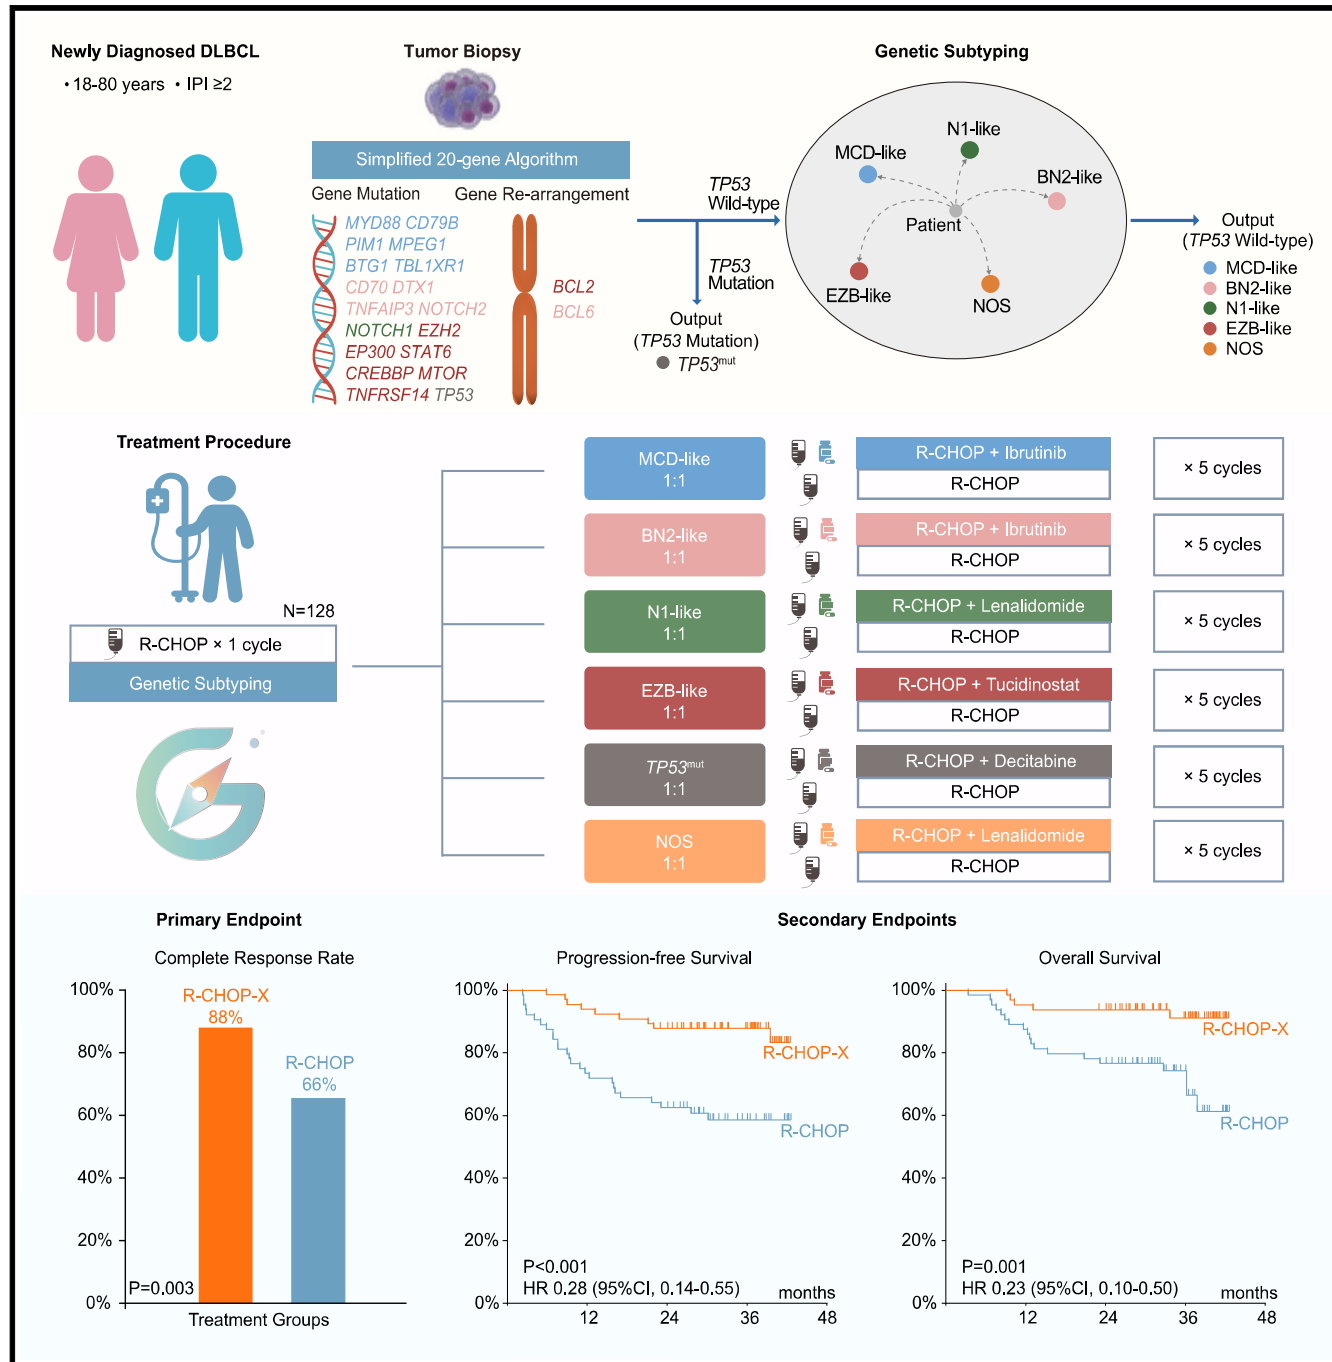 Newly Diagnosed DLBCL
• 18-80 years • IPI ≥2
Tumor Biopsy
Simplified 20-gene Algorithm
Gene Mutation
Gene Re-arrangement
MYD88 CD79B
PIM1 MPEG1
BTG1 TBL1XR1
CD70 DTX1
TNFAIP3 NOTCH2
NOTCH1 EZH2
EP300 STAT6
CREBBP MTOR
TNFRSF14 TP53
BCL2
BCL6
TP53
Wild-type
TP53
Mutation
Output
(TP53 Mutation)
TP53mut
Genetic Subtyping
N1-like
MCD-like
BN2-like
Patient
EZB-like
NOS
Output
(TP53 Wild-type)
MCD-like
BN2-like
N1-like
EZB-like
NOS
Treatment Procedure
N=128
R-CHOP × 1 cycle
Genetic Subtyping
MCD-like
1:1
R-CHOP + Ibrutinib
R-CHOP
× 5 cycles
BN2-like
1:1
R-CHOP + Ibrutinib
R-CHOP
× 5 cycles
N1-like
1:1
R-CHOP + Lenalidomide
R-CHOP
× 5 cycles
EZB-like
1:1
R-CHOP + Tucidinostat
R-CHOP
× 5 cycles
TP53mut
1:1
R-CHOP + Decitabine
R-CHOP
× 5 cycles
NOS
1:1
R-CHOP + Lenalidomide
R-CHOP
× 5 cycles
Primary Endpoint
Complete Response Rate
100%
80%
60%
40%
20%
0%
R-CHOP-X
88%
R-CHOP
66%
P=0.003
Treatment Groups
Secondary Endpoints
Progression-free Survival
100%
80%
60%
40%
20%
0%
R-CHOP-X
R-CHOP
P<0.001
HR 0.28 (95%CI, 0.14-0.55)
months
12
24
36
48
Overall Survival
100%
80%
60%
40%
20%
0%
R-CHOP-X
R-CHOP
P=0.001
HR 0.23 (95%CI, 0.10-0.50)
months
12
24
36
48